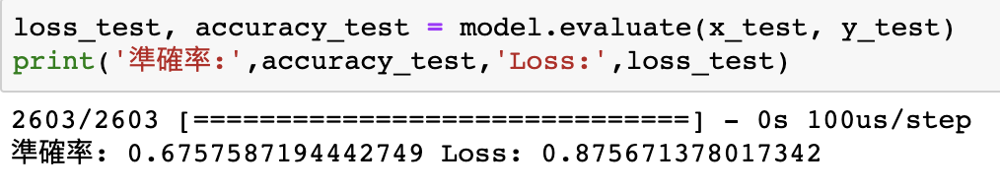 loss_test, accuracy_test = model.evaluate(x_test, y_test)
print('準確率:',accuracy_test,'Loss:',loss_test)
2603/2603 [==============================] - 0s 100us/step
準確率: 0.6757587194442749 Loss: 0.875671378017342